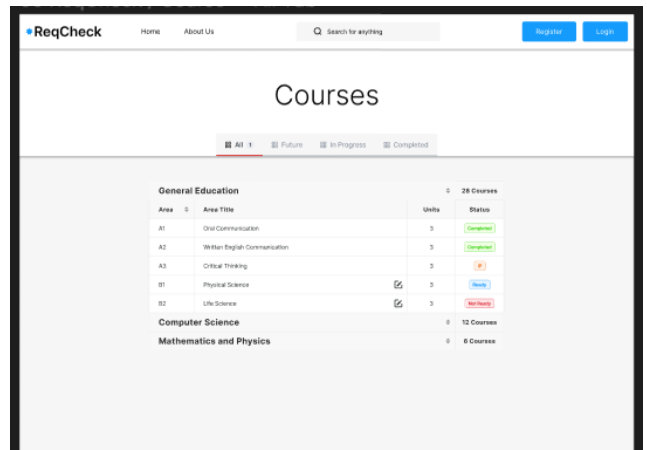 ReqCheck Home About Us Search for anything Register Login
Courses
All 1 Future In Progress Completed
General Education 26 Courses
Area Area Title Units Status
A1 Oral Communication 3 Completed
A2 Written English Communication 3 Completed
A3 Critical Thinking 3 IP
B1 Physical Science 3 Ready
B2 Life Science 3 Not Ready
Computer Science 12 Courses
Mathematics and Physics 8 Courses